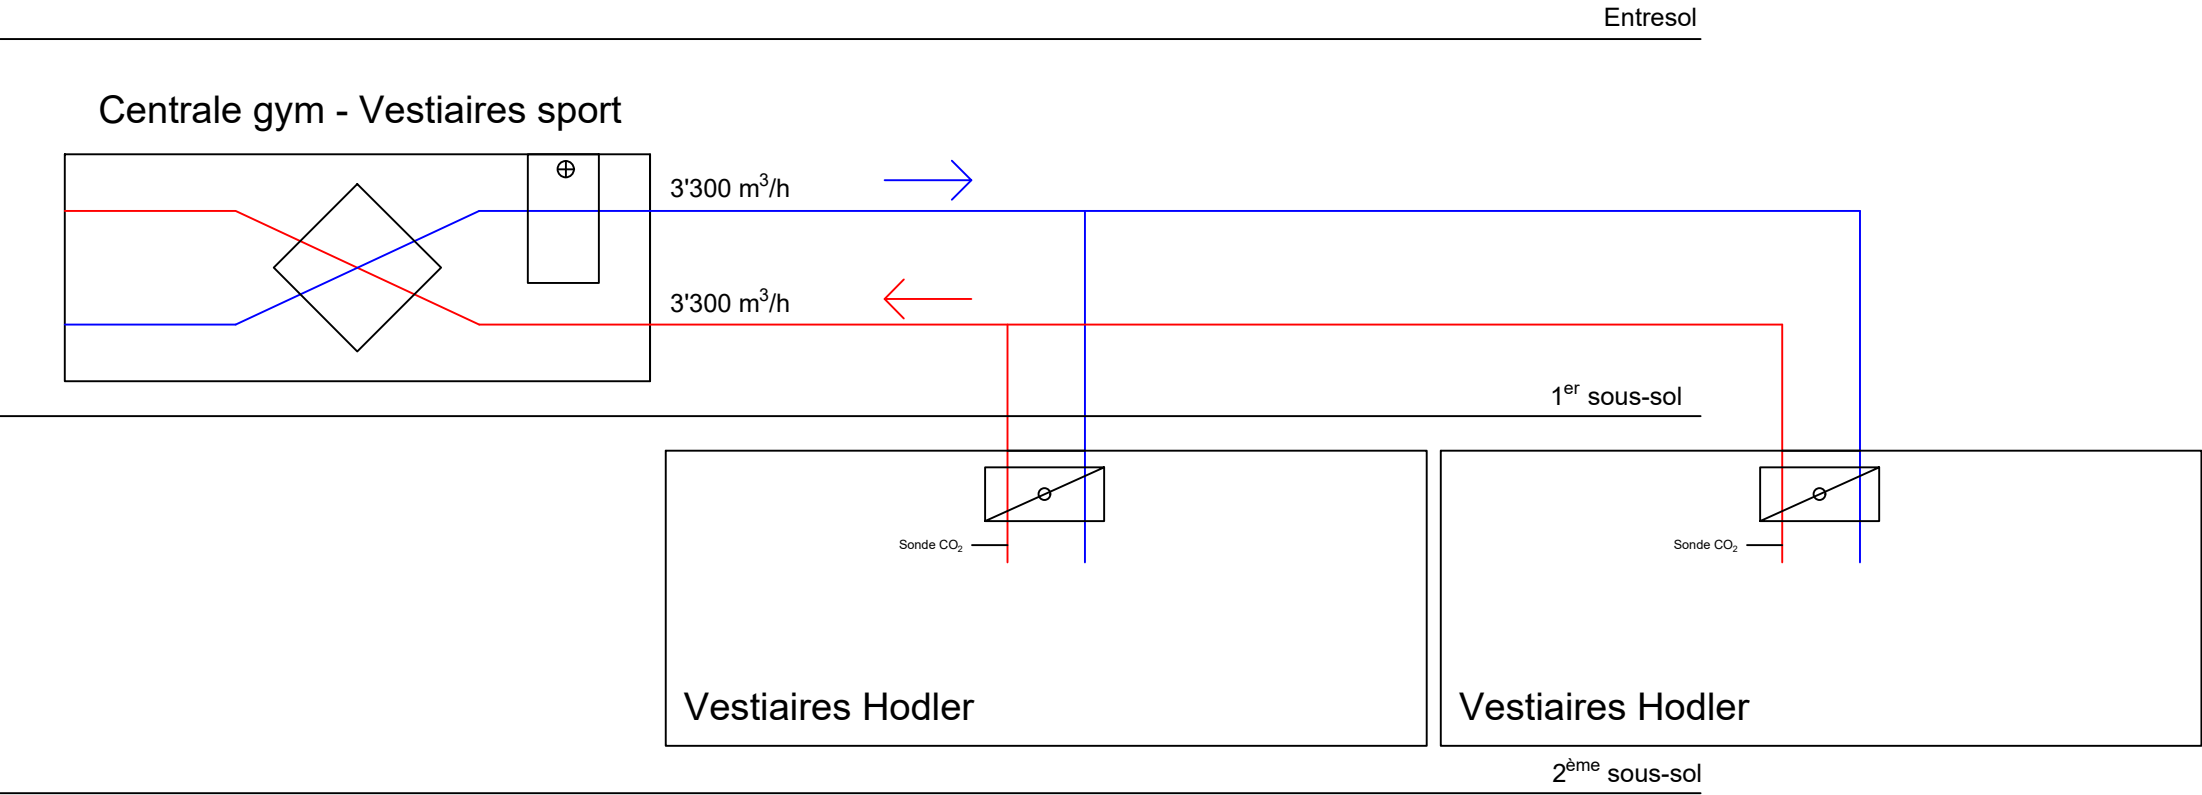 Entresol
Centrale gym - Vestiaires sport
3'300 m³/h
3'300 m³/h
1er sous-sol
Sonde CO₂
Sonde CO₂
Vestiaires Hodler
Vestiaires Hodler
2ème sous-sol